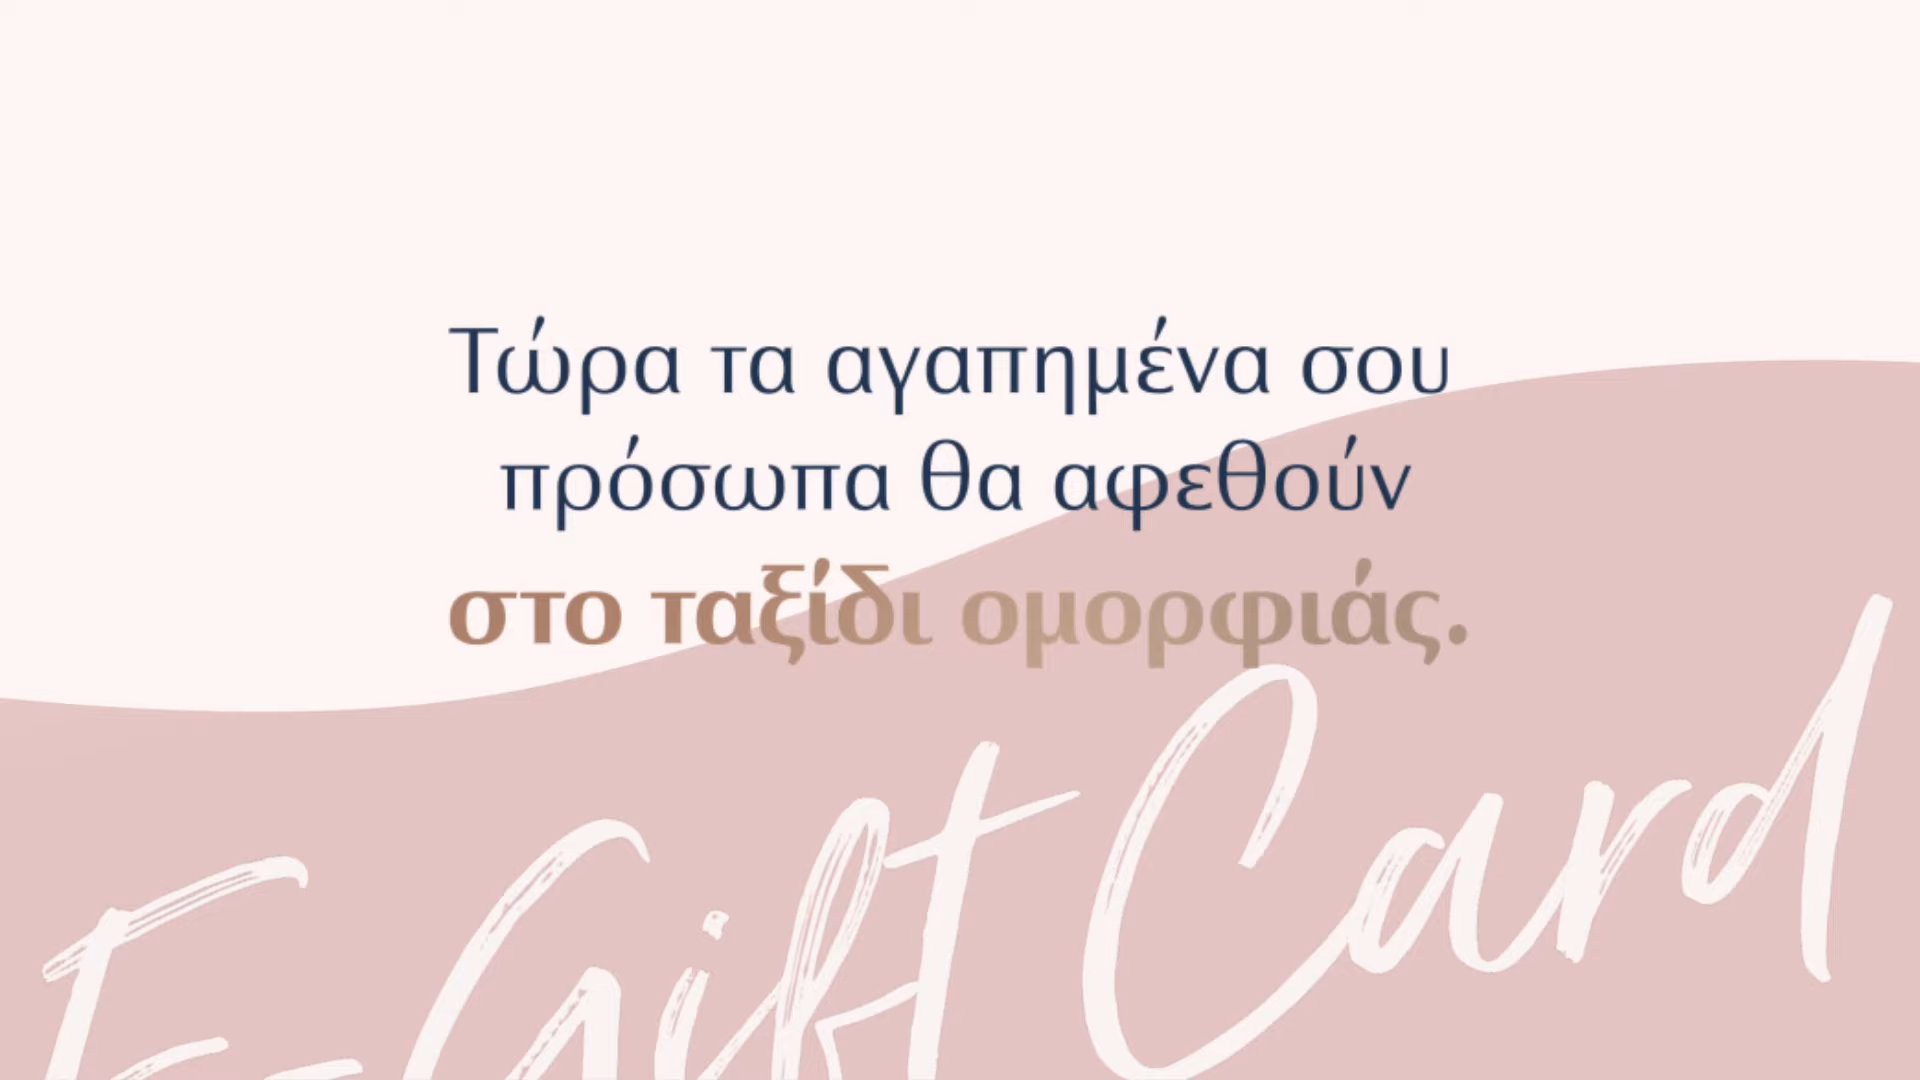 Τώρα τα αγαπημένα σου
πρόσωπα θα αφεθούν
στο ταξίδι ομορφιάς.
E-Gift Card